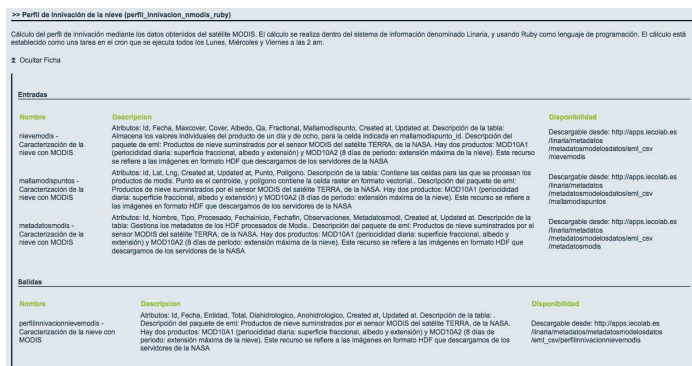 >> Perfil de innivación de la nieve (perfil_innivacion_nmodis_ruby)
Cálculo del perfil de innivación mediante los datos obtenidos del satélite MODIS. El cálculo se realiza dentro del sistema de información denominado Linaria, y usando Ruby como lenguaje de programación. El cálculo está
establecido como una tarea en el cron que se ejecuta todos los Lunes, Miércoles y Viernes a las 2 am.
Ocultar Ficha
Entradas
Nombre Descripcion Disponibilidad
nievemodis -
Caracterización de la
nieve con MODIS
Atributos: Id, Fecha, Maxcover, Cover, Albedo, Qa, Fractional, Mallamodispunto, Created at, Updated at. Descripción de la tabla:
Almacena los valores individuales del producto de un día y de ocho, para la celda indicada en mallamodispunto_id. Descripción del
paquete de eml: Productos de nieve suminstrados por el sensor MODIS del satélite TERRA, de la NASA. Hay dos productos: MOD10A1
(periocididad diaria: superficie fraccional, albedo y extensión) y MOD10A2 (8 días de periodo: extensión máxima de la nieve). Este recurso
se refiere a las imágenes en formato HDF que descargamos de los servidores de la NASA
Descargable desde: http://apps.iecolab.es
/linaria/metadatos
/metadatosmodelosdatos/eml_csv
/nievemodis
mallamodispuntos -
Caracterización de la
nieve con MODIS
Atributos: Id, Lat, Lng, Created at, Updated at, Punto, Poligono. Descripción de la tabla: Contiene las celdas para las que se procesan los
productos de modis. Punto es el centroide, y polígono contiene la celda raster en formato vectorial.. Descripción del paquete de eml:
Productos de nieve suminstrados por el sensor MODIS del satélite TERRA, de la NASA. Hay dos productos: MOD10A1 (periocididad
diaria: superficie fraccional, albedo y extensión) y MOD10A2 (8 días de periodo: extensión máxima de la nieve). Este recurso se refiere a
las imágenes en formato HDF que descargamos de los servidores de la NASA
Descargable desde: http://apps.iecolab.es
/linaria/metadatos
/metadatosmodelosdatos/eml_csv
/mallamodispuntos
metadatosmodis -
Caracterización de la
nieve con MODIS
Atributos: Id, Nombre, Tipo, Procesado, Fechainicio, Fechafin, Observaciones, Metadatosmodi, Created at, Updated at. Descripción de la
tabla: Gestiona los metadatos de los HDF procesados de Modis.. Descripción del paquete de eml: Productos de nieve suminstrados por el
sensor MODIS del satélite TERRA, de la NASA. Hay dos productos: MOD10A1 (periocididad diaria: superficie fraccional, albedo y
extensión) y MOD10A2 (8 días de periodo: extensión máxima de la nieve). Este recurso se refiere a las imágenes en formato HDF que
descargamos de los servidores de la NASA
Descargable desde: http://apps.iecolab.es
/linaria/metadatos
/metadatosmodelosdatos/eml_csv
/metadatosmodis
Salidas
Nombre Descripcion Disponibilidad
perfilinnivacionnievemodis -
Caracterización de la nieve con
MODIS
Atributos: Id, Fecha, Entidad, Total, Diahidrologico, Anohidrologico, Created at, Updated at. Descripción de la tabla: .
Descripción del paquete de eml: Productos de nieve suminstrados por el sensor MODIS del satélite TERRA, de la NASA.
Hay dos productos: MOD10A1 (periocididad diaria: superficie fraccional, albedo y extensión) y MOD10A2 (8 días de
periodo: extensión máxima de la nieve). Este recurso se refiere a las imágenes en formato HDF que descargamos de los
servidores de la NASA
Descargable desde: http://apps.iecolab.es
/linaria/metadatos/metadatosmodelosdatos
/eml_csv/perfilinnivacionnievemodis